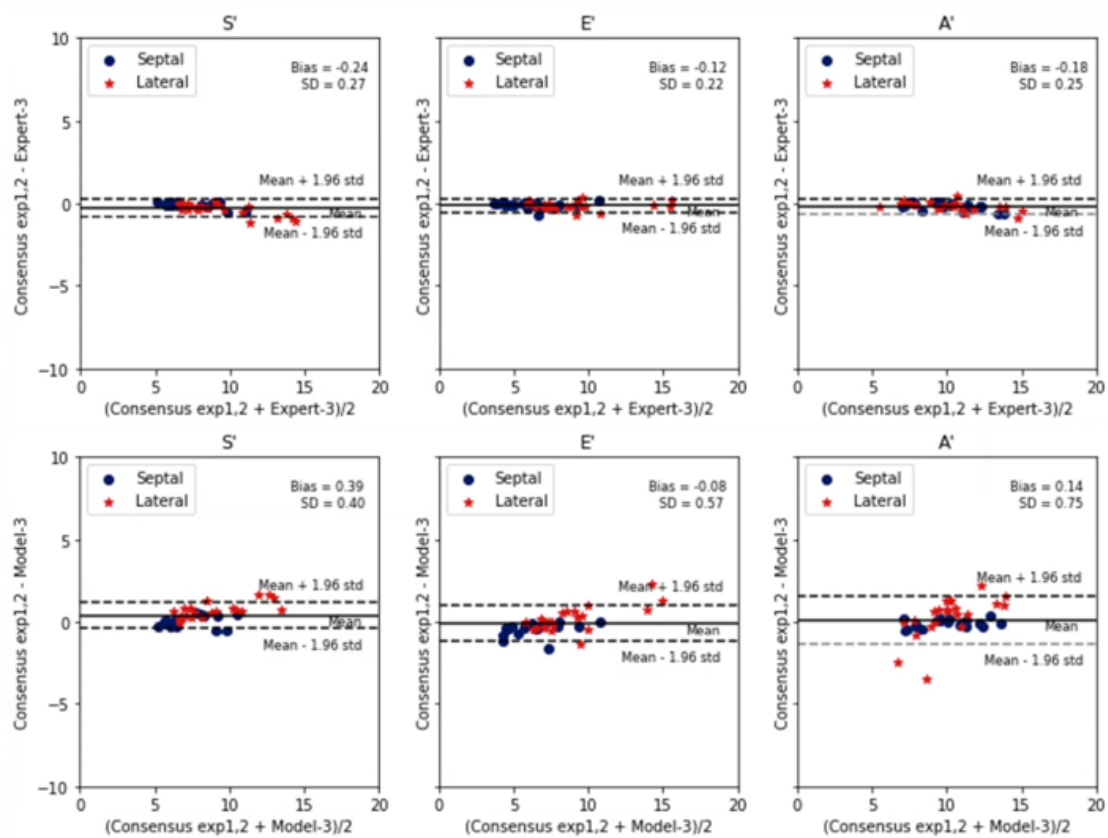 S'
Septal
Lateral
Bias = -0.24
SD = 0.27
Mean + 1.96 std
Mean
Mean - 1.96 std
10
5
0
−5
−10
0 5 10 15 20
Consensus exp1,2 - Expert-3
(Consensus exp1,2 + Expert-3)/2
E'
Septal
Lateral
Bias = -0.12
SD = 0.22
Mean + 1.96 std
Mean
Mean - 1.96 std
0 5 10 15 20
Consensus exp1,2 - Expert-3
(Consensus exp1,2 + Expert-3)/2
A'
Septal
Lateral
Bias = -0.18
SD = 0.25
Mean + 1.96 std
Mean
Mean - 1.96 std
0 5 10 15 20
Consensus exp1,2 - Expert-3
(Consensus exp1,2 + Expert-3)/2
S'
Septal
Lateral
Bias = 0.39
SD = 0.40
Mean + 1.96 std
Mean
Mean - 1.96 std
10
5
0
−5
−10
0 5 10 15 20
Consensus exp1,2 - Model-3
(Consensus exp1,2 + Model-3)/2
E'
Septal
Lateral
Bias = -0.08
SD = 0.57
Mean + 1.96 std
Mean
Mean - 1.96 std
0 5 10 15 20
Consensus exp1,2 - Model-3
(Consensus exp1,2 + Model-3)/2
A'
Septal
Lateral
Bias = 0.14
SD = 0.75
Mean + 1.96 std
Mean
Mean - 1.96 std
0 5 10 15 20
Consensus exp1,2 - Model-3
(Consensus exp1,2 + Model-3)/2